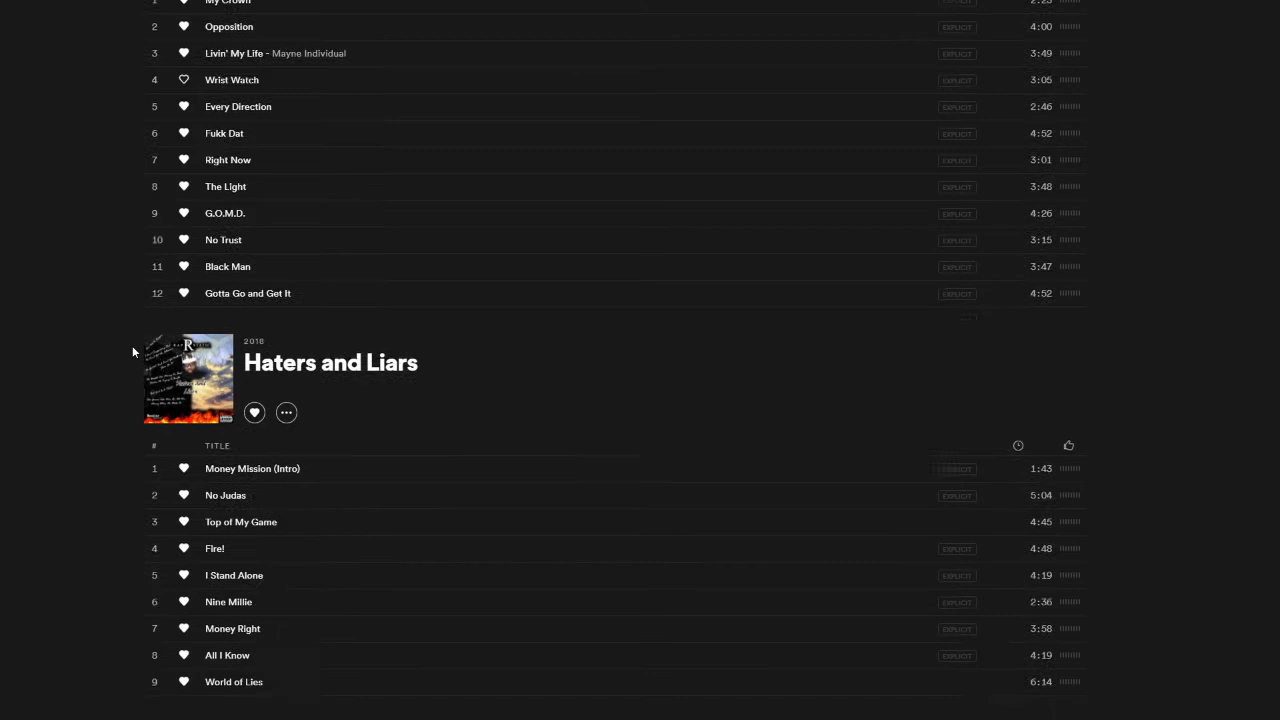 1 My Crown 2:23
2 Opposition EXPLICIT 4:00
3 Livin' My Life - Mayne Individual EXPLICIT 3:49
4 Wrist Watch EXPLICIT 3:05
5 Every Direction EXPLICIT 2:46
6 Fukk Dat EXPLICIT 4:52
7 Right Now EXPLICIT 3:01
8 The Light EXPLICIT 3:48
9 G.O.M.D. EXPLICIT 4:26
10 No Trust EXPLICIT 3:15
11 Black Man EXPLICIT 3:47
12 Gotta Go and Get It EXPLICIT 4:52
2018
Haters and Liars
# TITLE
1 Money Mission (Intro) EXPLICIT 1:43
2 No Judas EXPLICIT 5:04
3 Top of My Game 4:45
4 Fire! EXPLICIT 4:48
5 I Stand Alone EXPLICIT 4:19
6 Nine Millie EXPLICIT 2:36
7 Money Right EXPLICIT 3:58
8 All I Know EXPLICIT 4:19
9 World of Lies 6:14